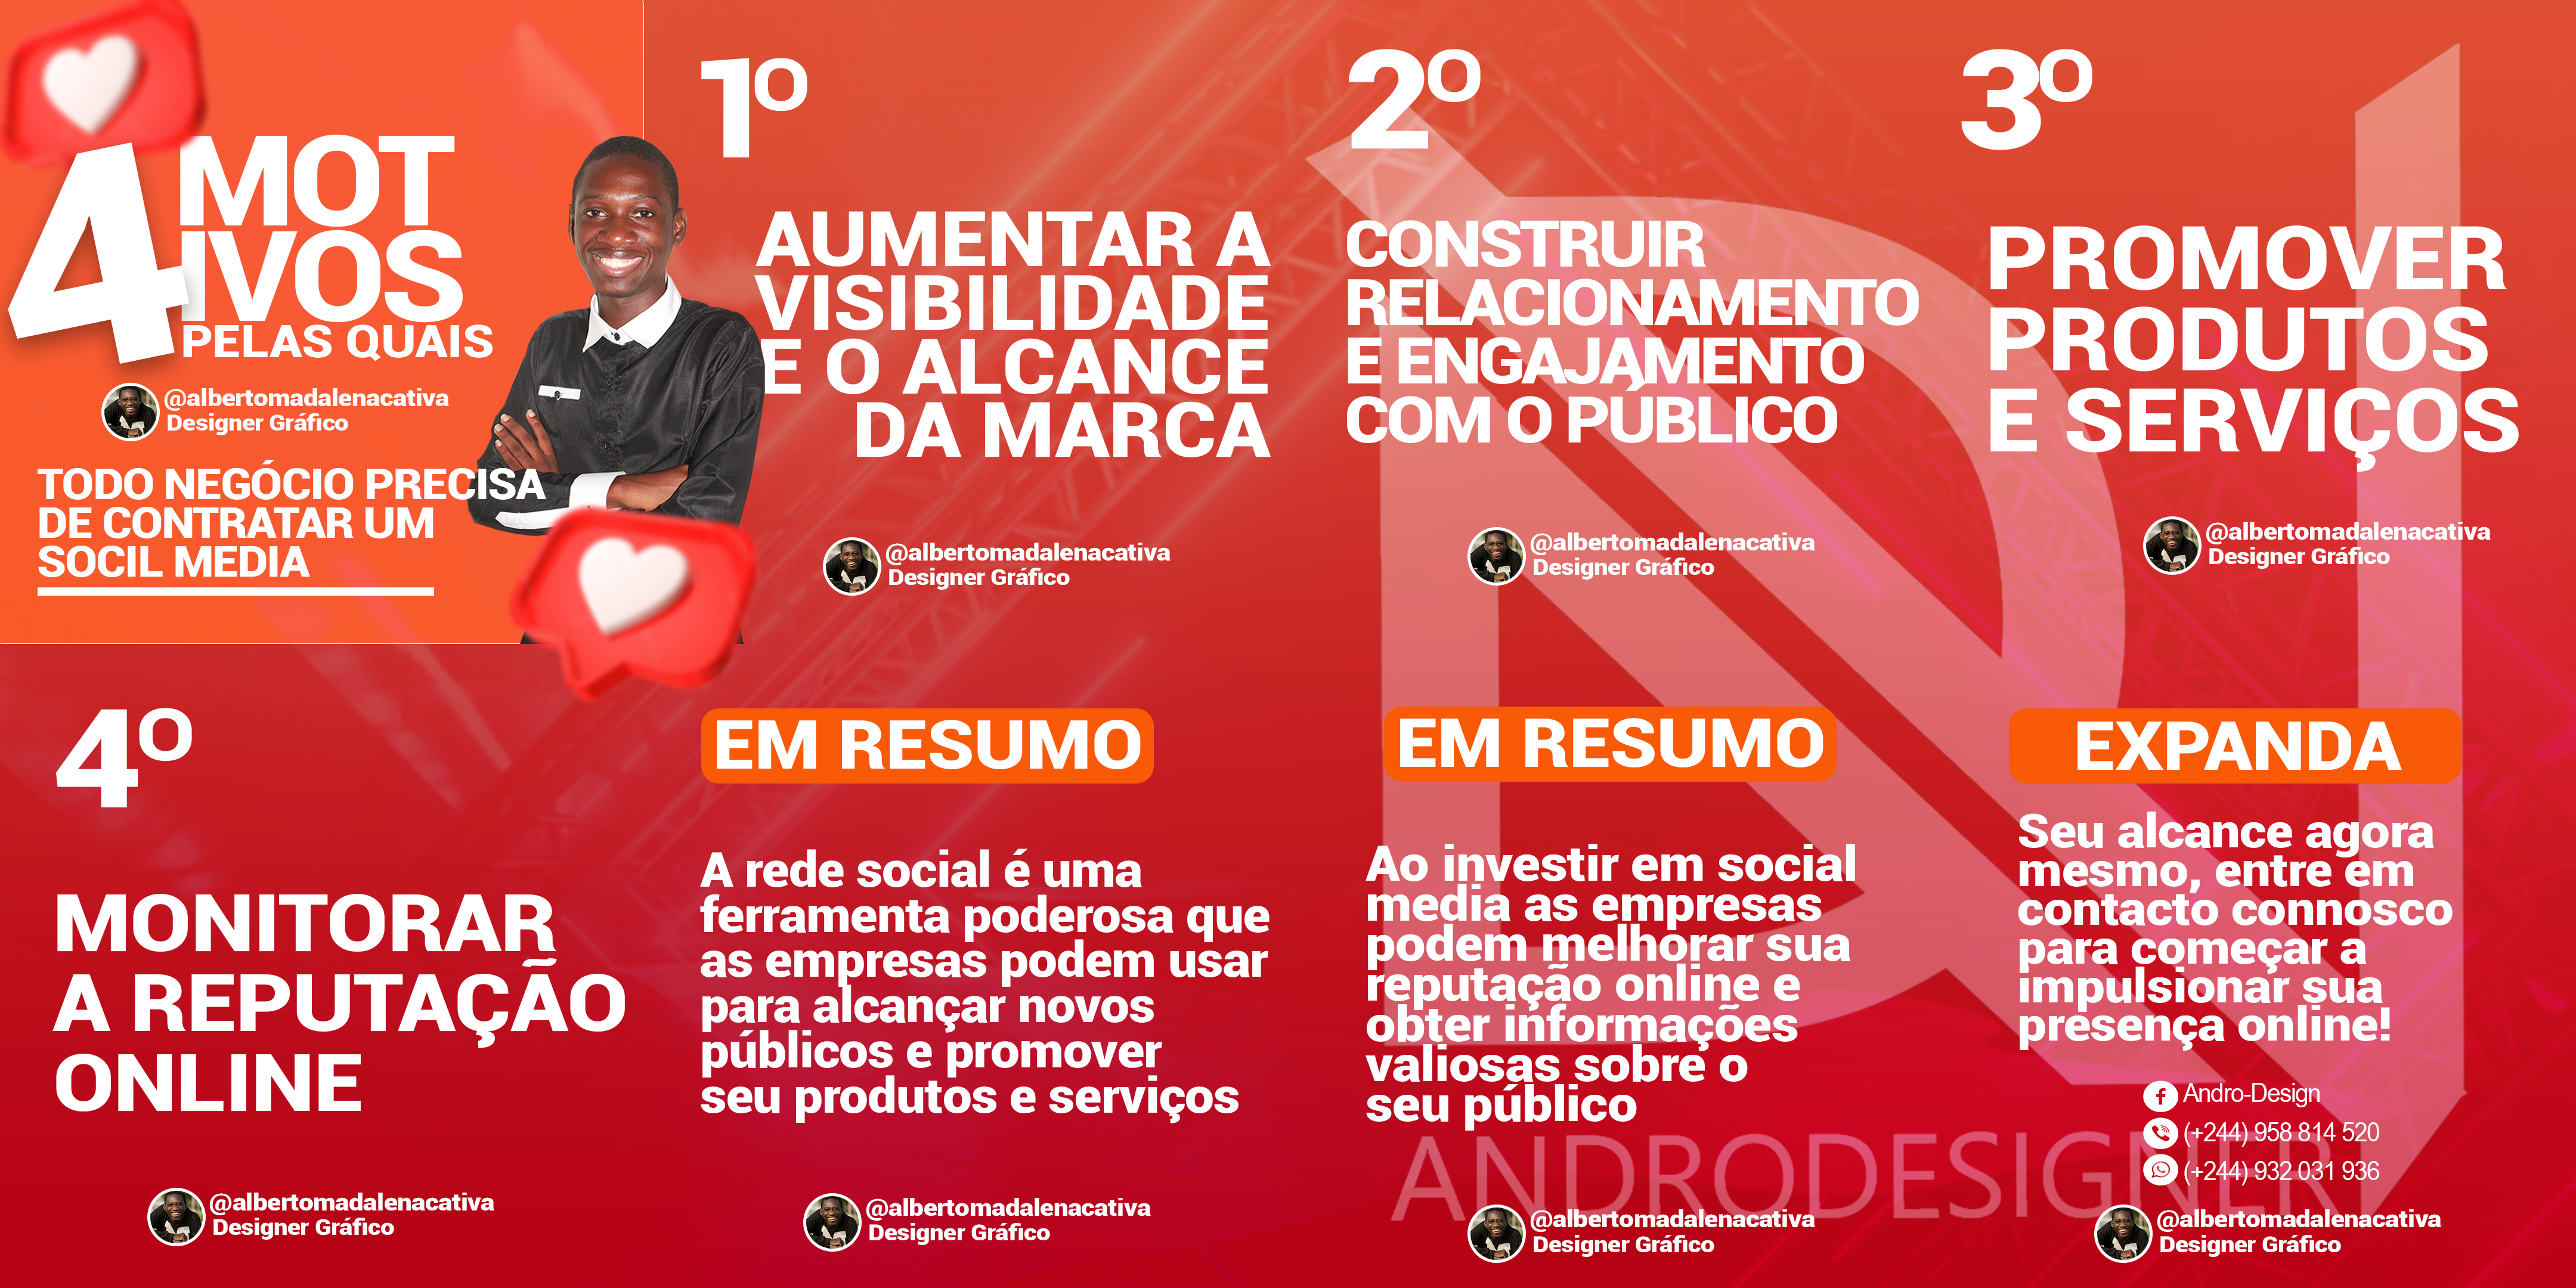 4
MOT
IVOS
PELAS QUAIS
@albertomadalenacativa
Designer Gráfico
TODO NEGÓCIO PRECISA
DE CONTRATAR UM
SOCIL MEDIA
1º
AUMENTAR A
VISIBILIDADE
E O ALCANCE
DA MARCA
@albertomadalenacativa
Designer Gráfico
2º
CONSTRUIR
RELACIONAMENTO
E ENGAJAMENTO
COM O PÚBLICO
@albertomadalenacativa
Designer Gráfico
3º
PROMOVER
PRODUTOS
E SERVIÇOS
@albertomadalenacativa
Designer Gráfico
4º
MONITORAR
A REPUTAÇÃO
ONLINE
@albertomadalenacativa
Designer Gráfico
EM RESUMO
A rede social é uma
ferramenta poderosa que
as empresas podem usar
para alcançar novos
públicos e promover
seu produtos e serviços
@albertomadalenacativa
Designer Gráfico
EM RESUMO
Ao investir em social
media as empresas
podem melhorar sua
reputação online e
obter informações
valiosas sobre o
seu público
@albertomadalenacativa
Designer Gráfico
EXPANDA
Seu alcance agora
mesmo, entre em
contacto connosco
para começar a
impulsionar sua
presença online!
Andro-Design
(+244) 958 814 520
(+244) 932 031 936
@albertomadalenacativa
Designer Gráfico
ANDRODESIGNER